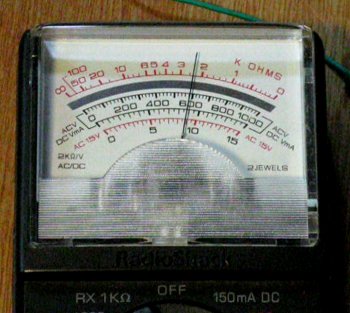 K OHMS
∞ 100 50 20 10 6 5 4 3 2 1 0
ACV DC VmA 0 200 400 600 800 1000 ACV DC VmA
AC 15V 0 5 10 15 AC 15V
2KΩ/V
AC/DC
2 JEWELS
RadioShack
OFF
RX 1KΩ 150mA DC